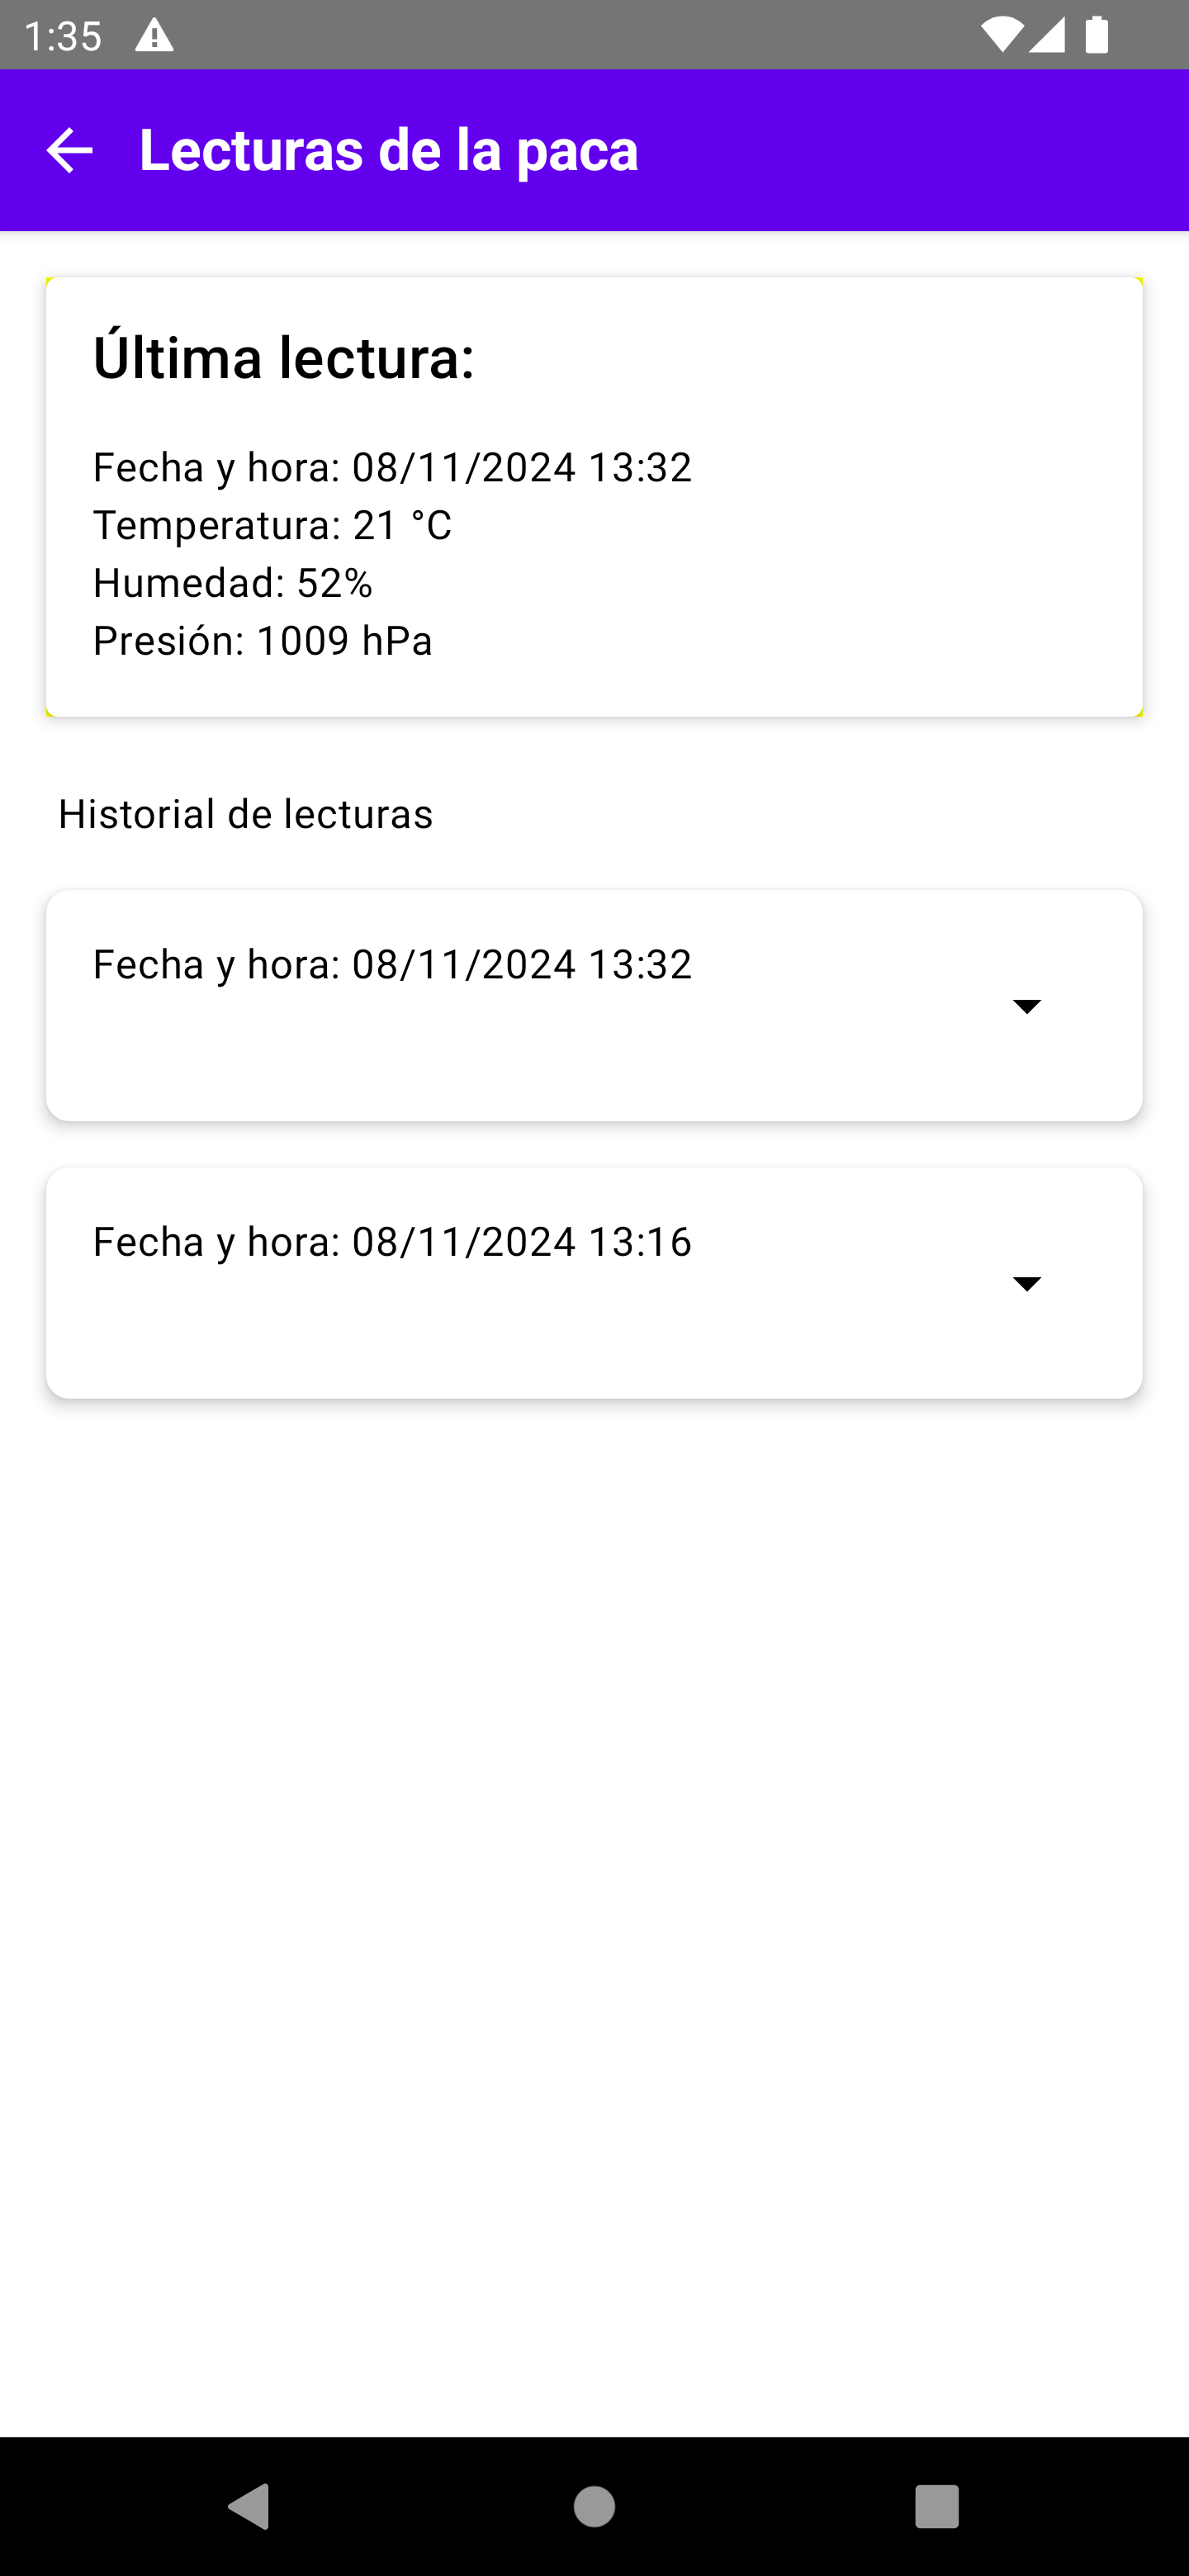 1:35
Lecturas de la paca
Última lectura:
Fecha y hora: 08/11/2024 13:32
Temperatura: 21 °C
Humedad: 52%
Presión: 1009 hPa
Historial de lecturas
Fecha y hora: 08/11/2024 13:32
Fecha y hora: 08/11/2024 13:16